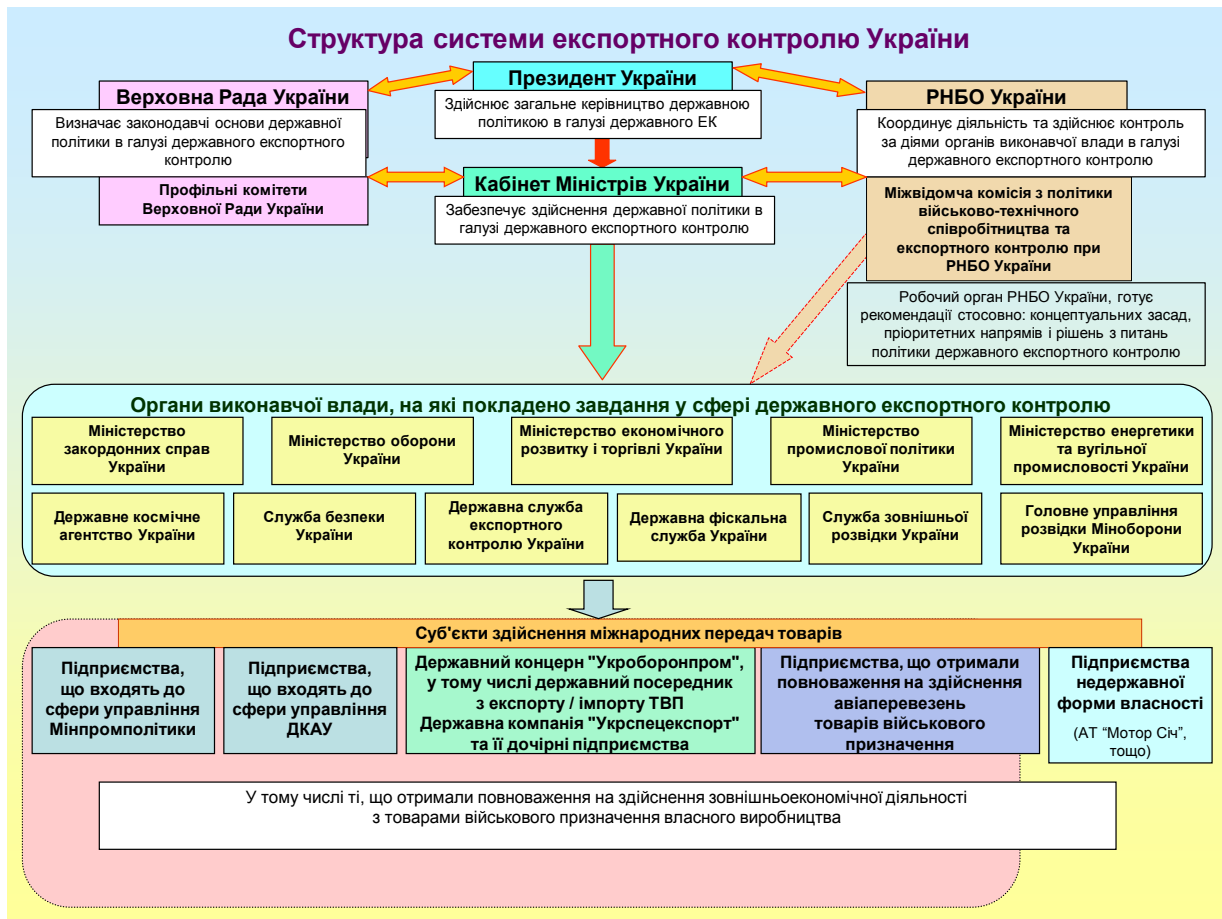 Структура системи експортного контролю України
Президент України
Здійснює загальне керівництво державною
політикою в галузі державного ЕК
Верховна Рада України
Визначає законодавчі основи державної
політики в галузі державного експортного
контролю
Профільні комітети
Верховної Ради України
РНБО України
Координує діяльність та здійснює контроль
за діями органів виконавчої влади в галузі
державного експортного контролю
Кабінет Міністрів України
Забезпечує здійснення державної політики в
галузі державного експортного контролю
Міжвідомча комісія з політики
військово-технічного
співробітництва та
експортного контролю при
РНБО України
Робочий орган РНБО України, готує
рекомендації стосовно: концептуальних засад,
пріоритетних напрямів і рішень з питань
політики державного експортного контролю
Органи виконавчої влади, на які покладено завдання у сфері державного експортного контролю
Міністерство
закордонних справ
України
Міністерство оборони
України
Міністерство економічного
розвитку і торгівлі України
Міністерство
промислової політики
України
Міністерство енергетики
та вугільної
промисловості України
Державне космічне
агентство України
Служба безпеки
України
Державна служба
експортного
контролю України
Державна фіскальна
служба України
Служба зовнішньої
розвідки України
Головне управління
розвідки Міноборони
України
Суб'єкти здійснення міжнародних передач товарів
Підприємства,
що входять до
сфери управління
Мінпромполітики
Підприємства,
що входять до
сфери управління
ДКАУ
Державний концерн "Укроборонпром",
у тому числі державний посередник
з експорту / імпорту ТВП
Державна компанія "Укрспецекспорт"
та її дочірні підприємства
Підприємства, що отримали
повноваження на здійснення
авіаперевезень
товарів військового
призначення
Підприємства
недержавної
форми власності
(АТ “Мотор Січ”,
тощо)
У тому числі ті, що отримали повноваження на здійснення зовнішньоекономічної діяльності
з товарами військового призначення власного виробництва